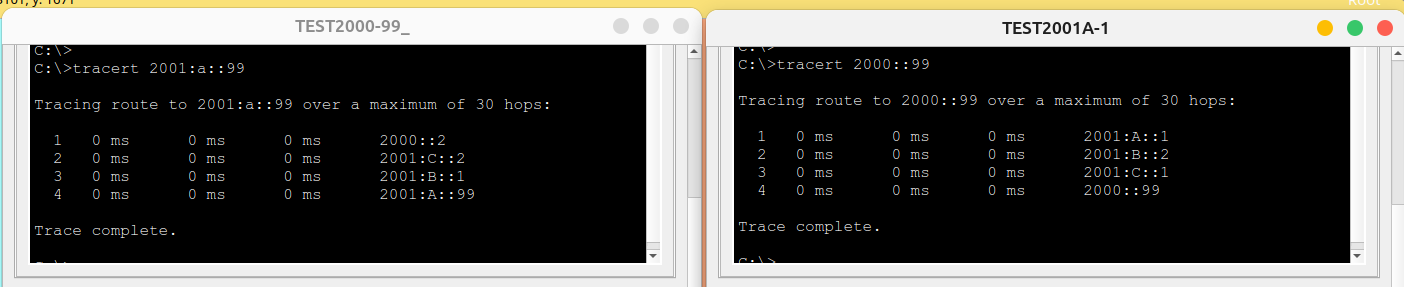 Root
TEST2000-99_
C:\>
C:\>tracert 2001:a::99
Tracing route to 2001:a::99 over a maximum of 30 hops:
1 0 ms 0 ms 0 ms 2000::2
2 0 ms 0 ms 0 ms 2001:C::2
3 0 ms 0 ms 0 ms 2001:B::1
4 0 ms 0 ms 0 ms 2001:A::99
Trace complete.
TEST2001A-1
C:\>
C:\>tracert 2000::99
Tracing route to 2000::99 over a maximum of 30 hops:
1 0 ms 0 ms 0 ms 2001:A::1
2 0 ms 0 ms 0 ms 2001:B::2
3 0 ms 0 ms 0 ms 2001:C::1
4 0 ms 0 ms 0 ms 2000::99
Trace complete.
C:\>